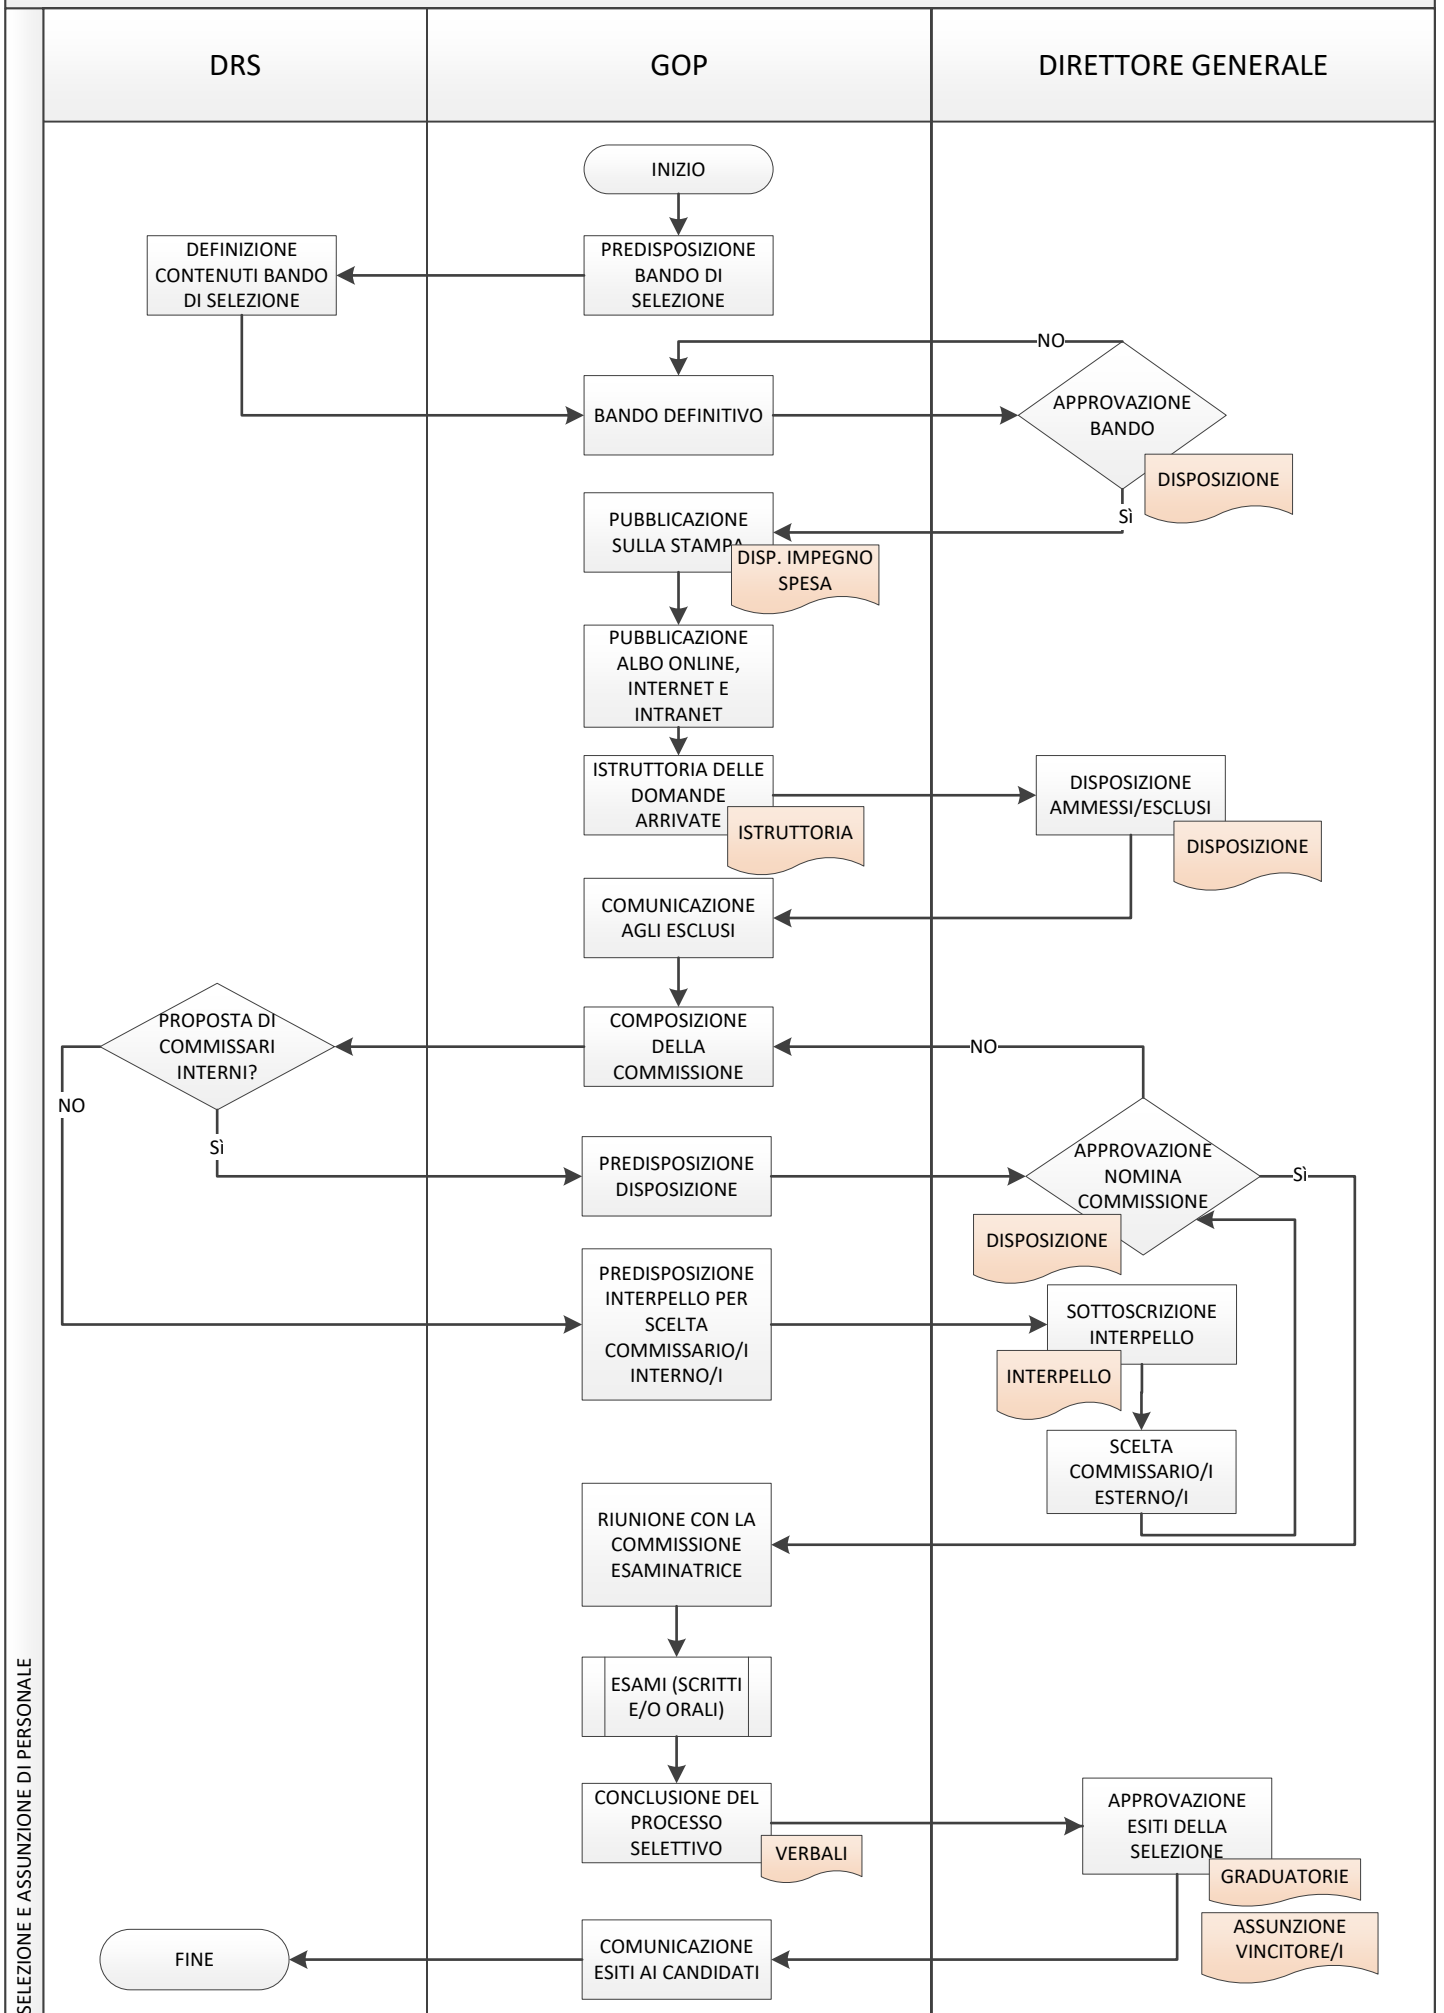 DRS
GOP
DIRETTORE GENERALE
INIZIO
DEFINIZIONE
CONTENUTI BANDO
DI SELEZIONE
PREDISPOSIZIONE
BANDO DI
SELEZIONE
NO
BANDO DEFINITIVO
APPROVAZIONE
BANDO
DISPOSIZIONE
Sì
PUBBLICAZIONE
SULLA STAMPA
DISP. IMPEGNO
SPESA
PUBBLICAZIONE
ALBO ONLINE,
INTERNET E
INTRANET
ISTRUTTORIA DELLE
DOMANDE
ARRIVATE
ISTRUTTORIA
DISPOSIZIONE
AMMESSI/ESCLUSI
DISPOSIZIONE
COMUNICAZIONE
AGLI ESCLUSI
PROPOSTA DI
COMMISSARI
INTERNI?
COMPOSIZIONE
DELLA
COMMISSIONE
NO
NO
Sì
PREDISPOSIZIONE
DISPOSIZIONE
APPROVAZIONE
NOMINA
COMMISSIONE
Sì
DISPOSIZIONE
PREDISPOSIZIONE
INTERPELLO PER
SCELTA
COMMISSARIO/I
INTERNO/I
SOTTOSCRIZIONE
INTERPELLO
INTERPELLO
SCELTA
COMMISSARIO/I
ESTERNO/I
RIUNIONE CON LA
COMMISSIONE
ESAMINATRICE
ESAMI (SCRITTI
E/O ORALI)
CONCLUSIONE DEL
PROCESSO
SELETTIVO
VERBALI
APPROVAZIONE
ESITI DELLA
SELEZIONE
GRADUATORIE
ASSUNZIONE
VINCITORE/I
COMUNICAZIONE
ESITI AI CANDIDATI
FINE
SELEZIONE E ASSUNZIONE DI PERSONALE